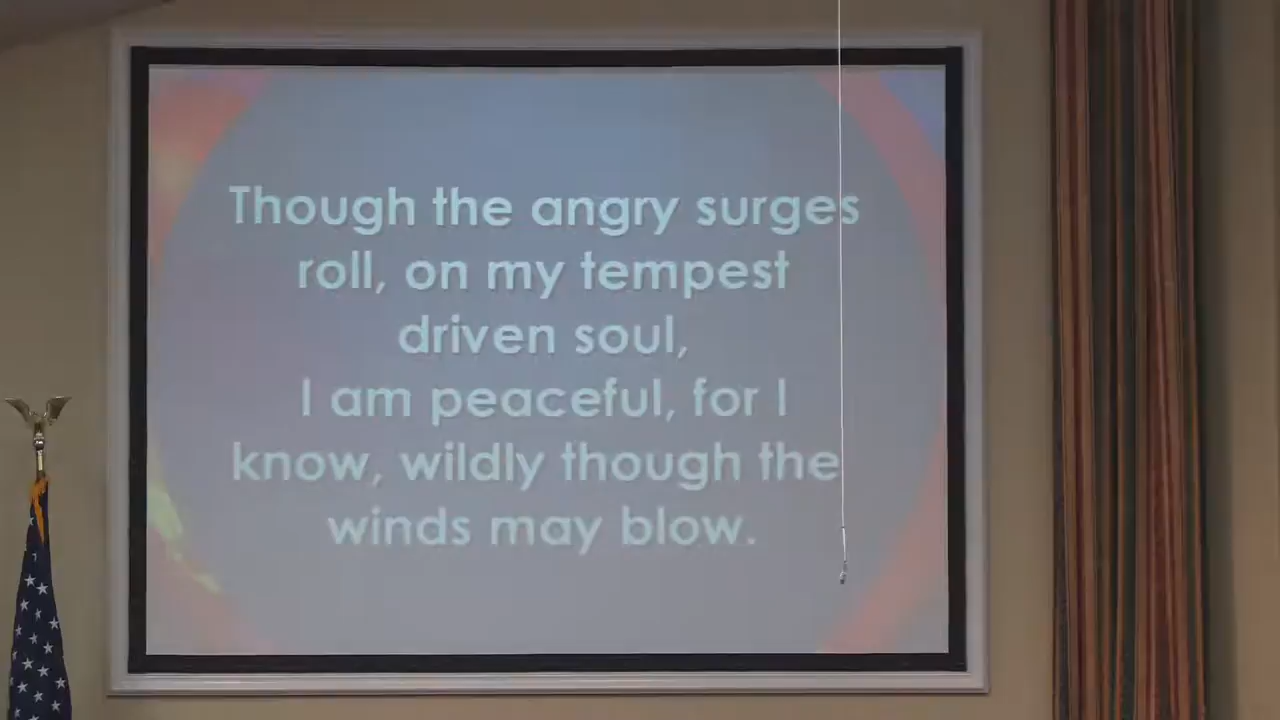 Though the angry surges
roll, on my tempest
driven soul,
I am peaceful, for I
know, wildly though the
winds may blow.